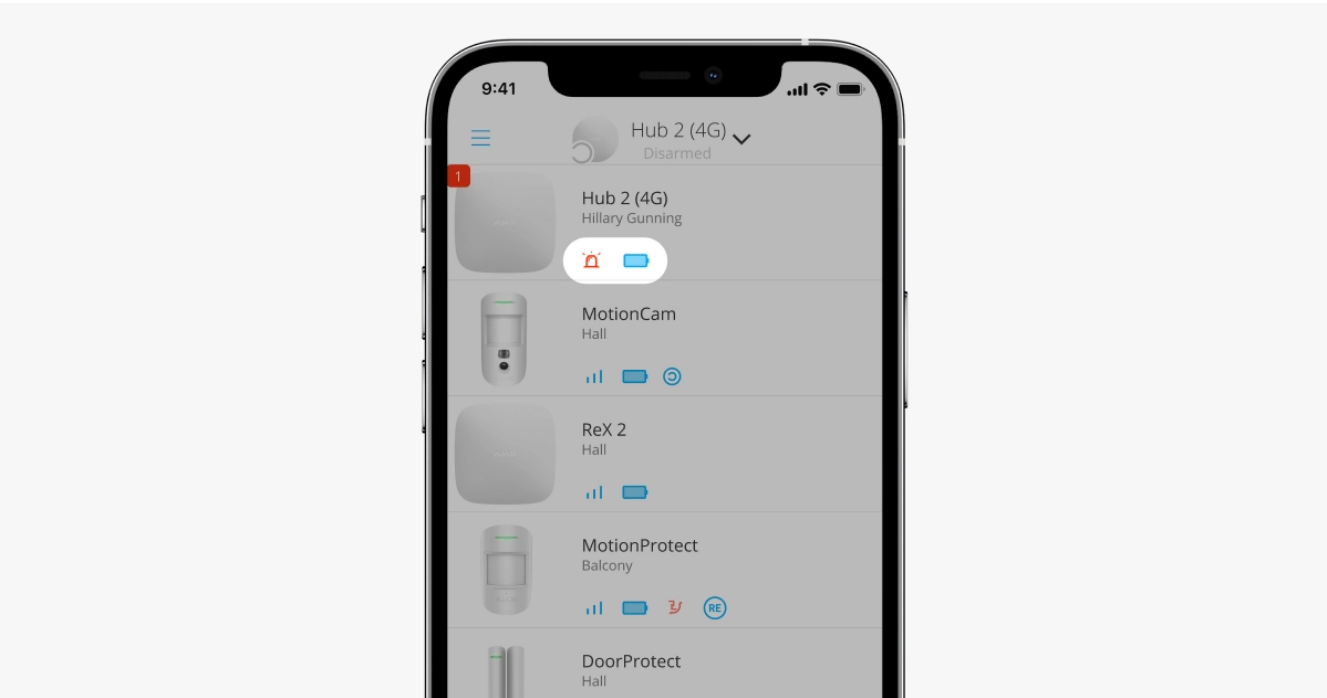 9:41
Hub 2 (4G)
Disarmed
1
Hub 2 (4G)
Hillary Gunning
MotionCam
Hall
ReX 2
Hall
MotionProtect
Balcony
RE
DoorProtect
Hall